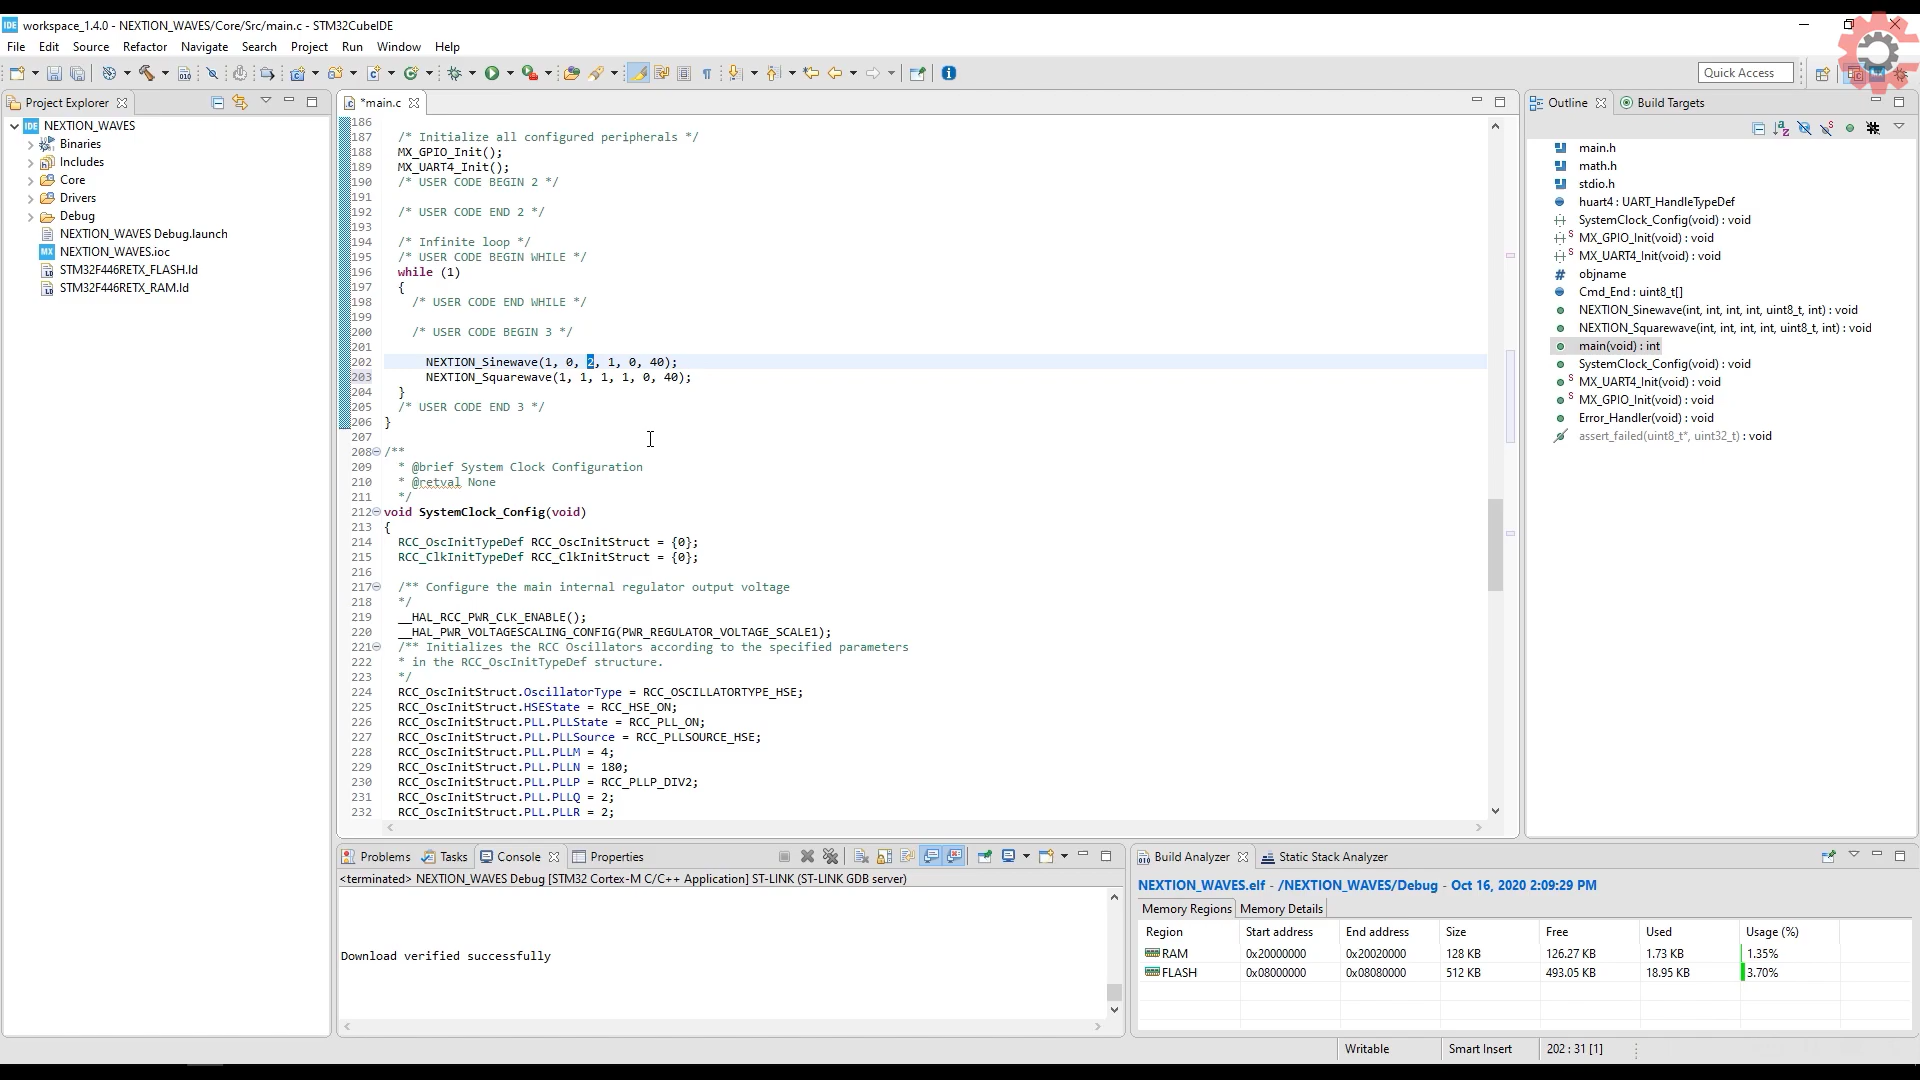 workspace_1.4.0 - NEXTION_WAVES/Core/Src/main.c - STM32CubeIDE
File Edit Source Refactor Navigate Search Project Run Window Help
Quick Access
Project Explorer
NEXTION_WAVES
Binaries
Includes
Core
Drivers
Debug
NEXTION_WAVES Debug.launch
NEXTION_WAVES.ioc
STM32F446RETX_FLASH.ld
STM32F446RETX_RAM.ld
*main.c
186
187 /* Initialize all configured peripherals */
188 MX_GPIO_Init();
189 MX_UART4_Init();
190 /* USER CODE BEGIN 2 */
191
192 /* USER CODE END 2 */
193
194 /* Infinite loop */
195 /* USER CODE BEGIN WHILE */
196 while (1)
197 {
198 /* USER CODE END WHILE */
199
200 /* USER CODE BEGIN 3 */
201
202 NEXTION_Sinewave(1, 0, 2, 1, 0, 40);
203 NEXTION_Squarewave(1, 1, 1, 1, 0, 40);
204 }
205 /* USER CODE END 3 */
206 }
207
208 /**
209 * @brief System Clock Configuration
210 * @retval None
211 */
212 void SystemClock_Config(void)
213 {
214 RCC_OscInitTypeDef RCC_OscInitStruct = {0};
215 RCC_ClkInitTypeDef RCC_ClkInitStruct = {0};
216
217 /** Configure the main internal regulator output voltage
218 */
219 __HAL_RCC_PWR_CLK_ENABLE();
220 __HAL_PWR_VOLTAGESCALING_CONFIG(PWR_REGULATOR_VOLTAGE_SCALE1);
221 /** Initializes the RCC Oscillators according to the specified parameters
222 * in the RCC_OscInitTypeDef structure.
223 */
224 RCC_OscInitStruct.OscillatorType = RCC_OSCILLATORTYPE_HSE;
225 RCC_OscInitStruct.HSEState = RCC_HSE_ON;
226 RCC_OscInitStruct.PLL.PLLState = RCC_PLL_ON;
227 RCC_OscInitStruct.PLL.PLLSource = RCC_PLLSOURCE_HSE;
228 RCC_OscInitStruct.PLL.PLLM = 4;
229 RCC_OscInitStruct.PLL.PLLN = 180;
230 RCC_OscInitStruct.PLL.PLLP = RCC_PLLP_DIV2;
231 RCC_OscInitStruct.PLL.PLLQ = 2;
232 RCC_OscInitStruct.PLL.PLLR = 2;
Outline Build Targets
main.h
math.h
stdio.h
huart4 : UART_HandleTypeDef
SystemClock_Config(void) : void
MX_GPIO_Init(void) : void
MX_UART4_Init(void) : void
objname
Cmd_End : uint8_t[]
NEXTION_Sinewave(int, int, int, int, uint8_t, int) : void
NEXTION_Squarewave(int, int, int, int, uint8_t, int) : void
main(void) : int
SystemClock_Config(void) : void
MX_UART4_Init(void) : void
MX_GPIO_Init(void) : void
Error_Handler(void) : void
assert_failed(uint8_t*, uint32_t) : void
Problems Tasks Console Properties
<terminated> NEXTION_WAVES Debug [STM32 Cortex-M C/C++ Application] ST-LINK (ST-LINK GDB server)
Download verified successfully
Build Analyzer Static Stack Analyzer
NEXTION_WAVES.elf - /NEXTION_WAVES/Debug - Oct 16, 2020 2:09:29 PM
Memory Regions Memory Details
Region Start address End address Size Free Used Usage (%)
RAM 0x20000000 0x20020000 128 KB 126.27 KB 1.73 KB 1.35%
FLASH 0x08000000 0x08080000 512 KB 493.05 KB 18.95 KB 3.70%
Writable Smart Insert 202 : 31 [1]